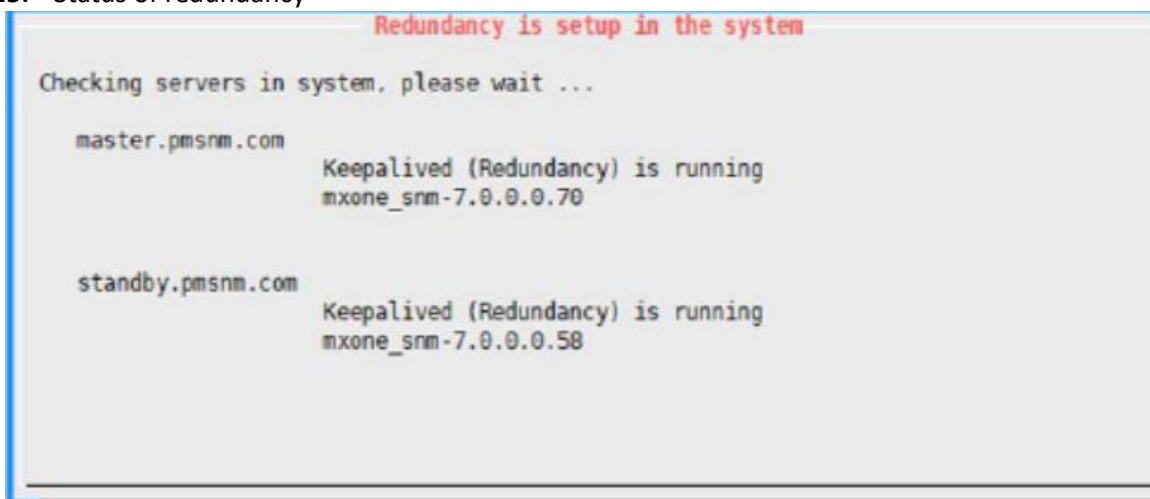 Status of redundancy
Redundancy is setup in the system
Checking servers in system, please wait ...
master.pmsnm.com
Keepalived (Redundancy) is running
mxone_snm-7.0.0.0.70
standby.pmsnm.com
Keepalived (Redundancy) is running
mxone_snm-7.0.0.0.58